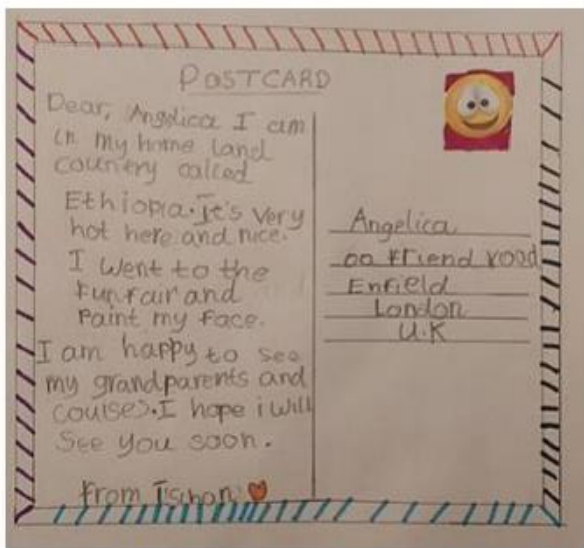 POSTCARD
Dear, Angelica I am
in my home land
country called
Ethiopia. It's very
hot here and nice.
I went to the
funfair and
Paint my face.
I am happy to see
my grandparents and
couises. I hope i will
See you soon.
from
Angelica
00 friend road
Enfield
London
U.K